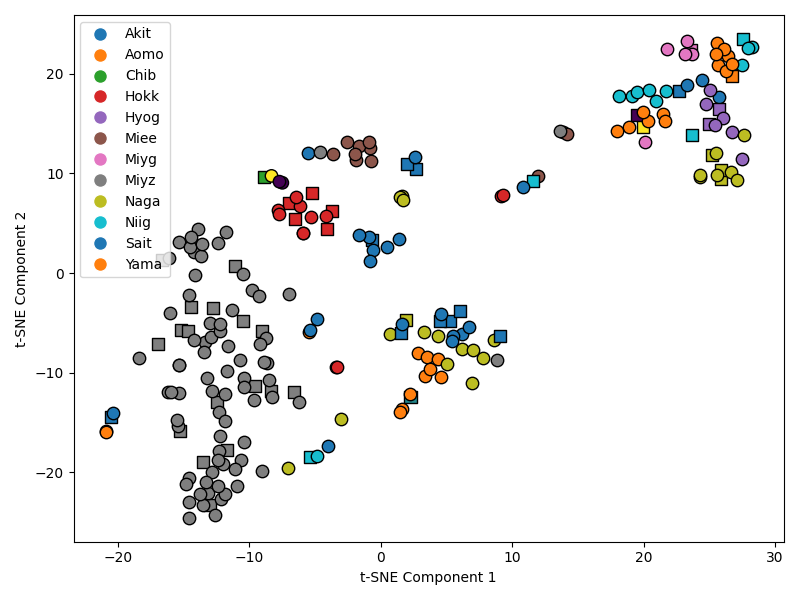 Akit
Aomo
Chib
Hokk
Hyog
Miee
Miyg
Miyz
Naga
Niig
Sait
Yama
20
10
0
−10
−20
t-SNE Component 2
−20
−10
0
10
20
30
t-SNE Component 1